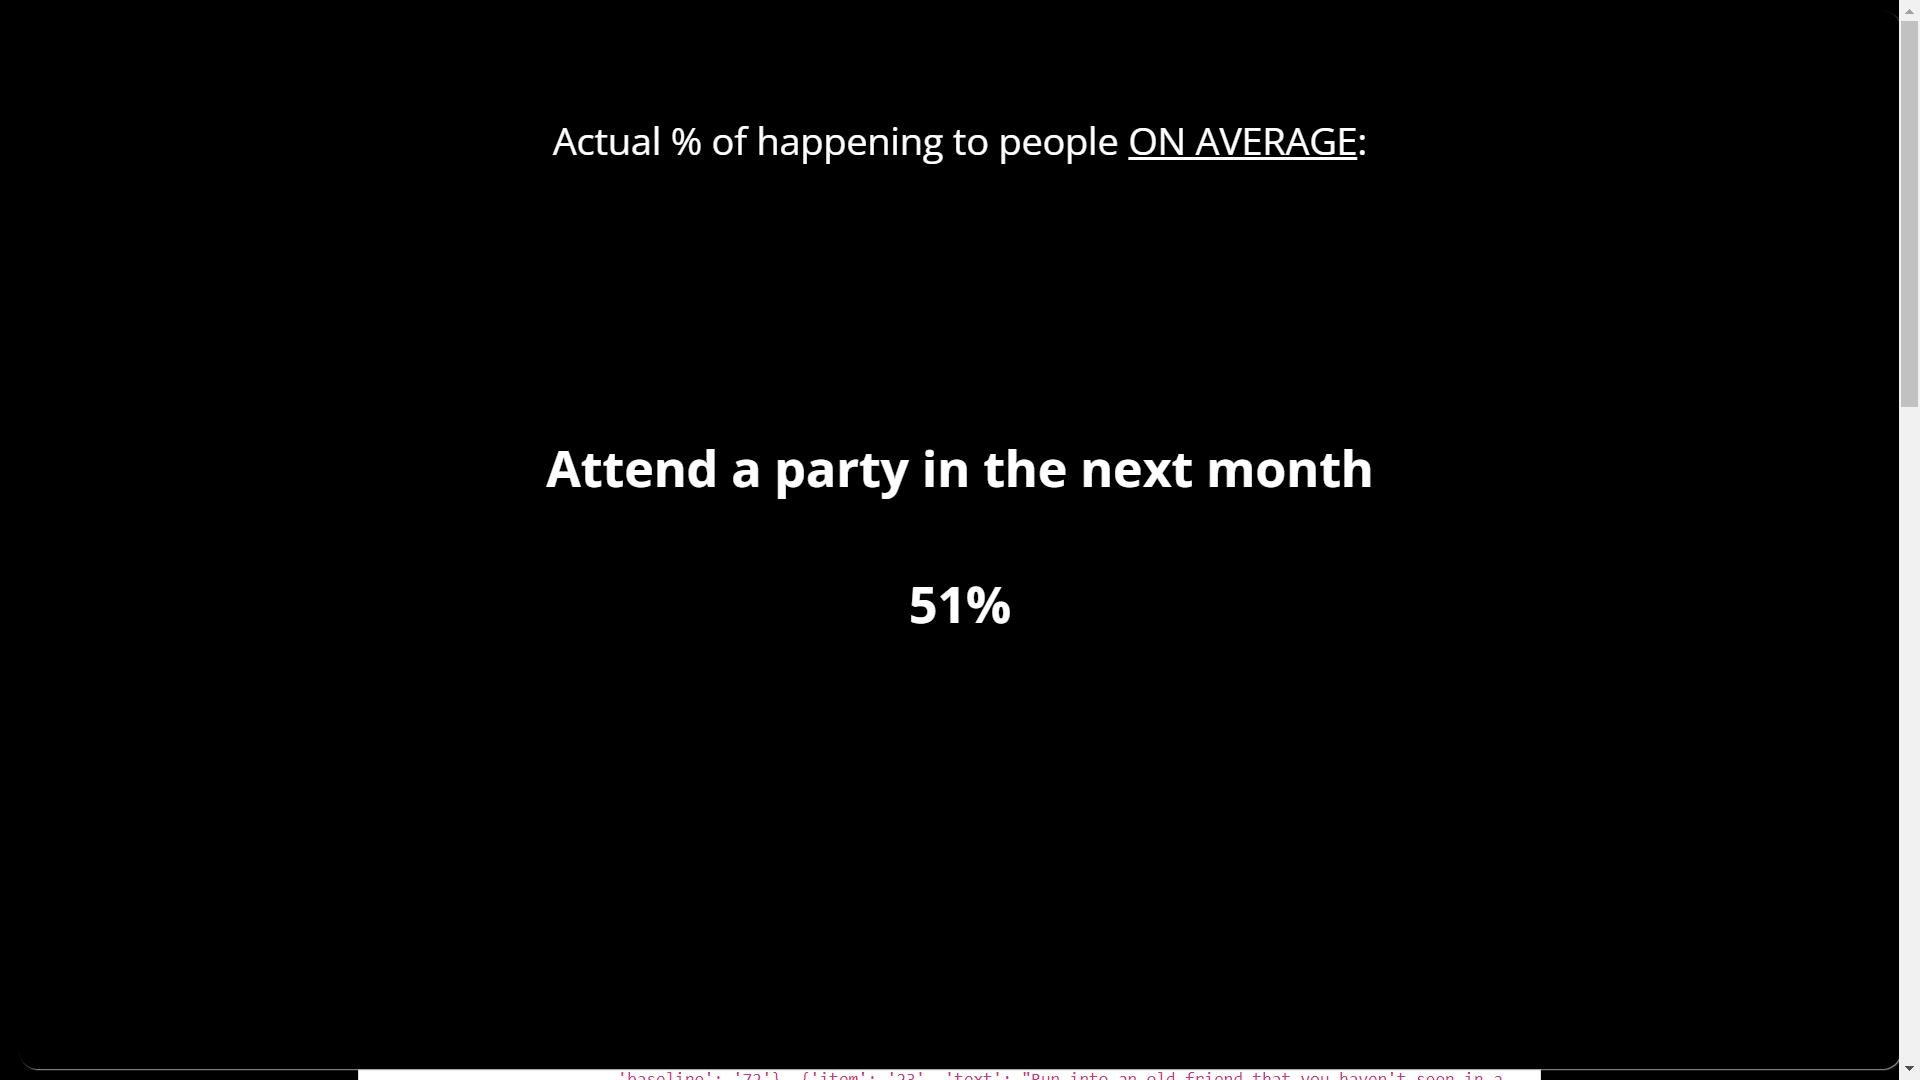 Actual % of happening to people ON AVERAGE:
Attend a party in the next month
51%
'baseline': '72'}, {'item': '23', 'text': "Run into an old friend that you haven't seen in a